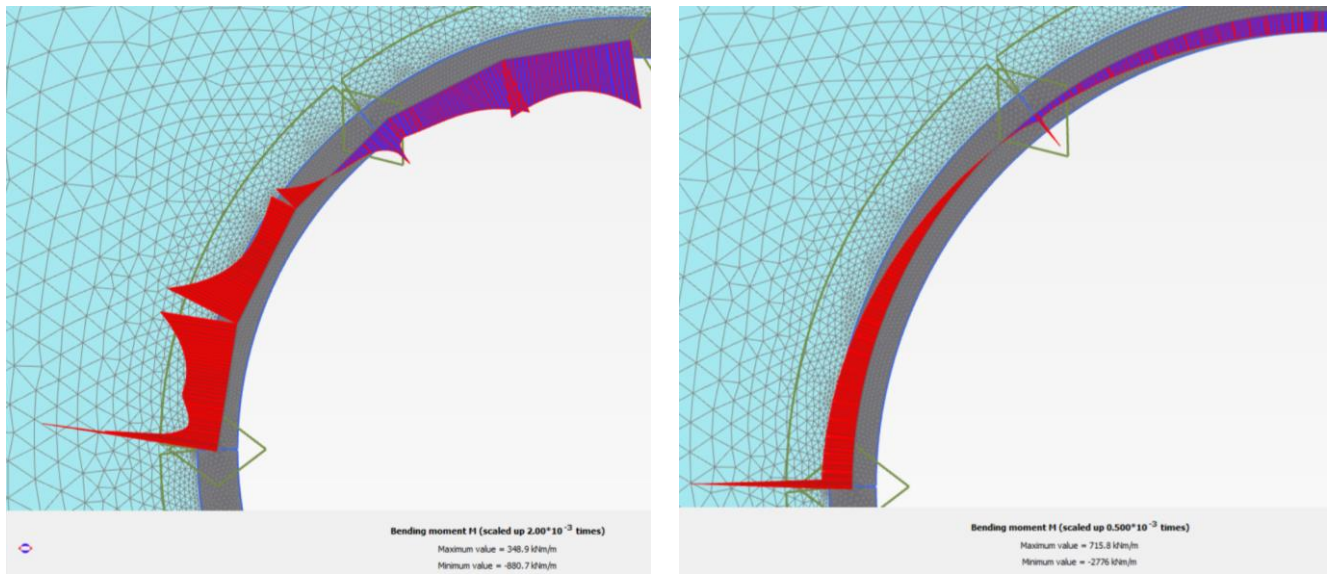 Bending moment M (scaled up 2.00*10⁻³ times)
Maximum value = 348.9 kNm/m
Minimum value = -880.7 kNm/m
Bending moment M (scaled up 0.500*10⁻³ times)
Maximum value = 715.8 kNm/m
Minimum value = -2776 kNm/m